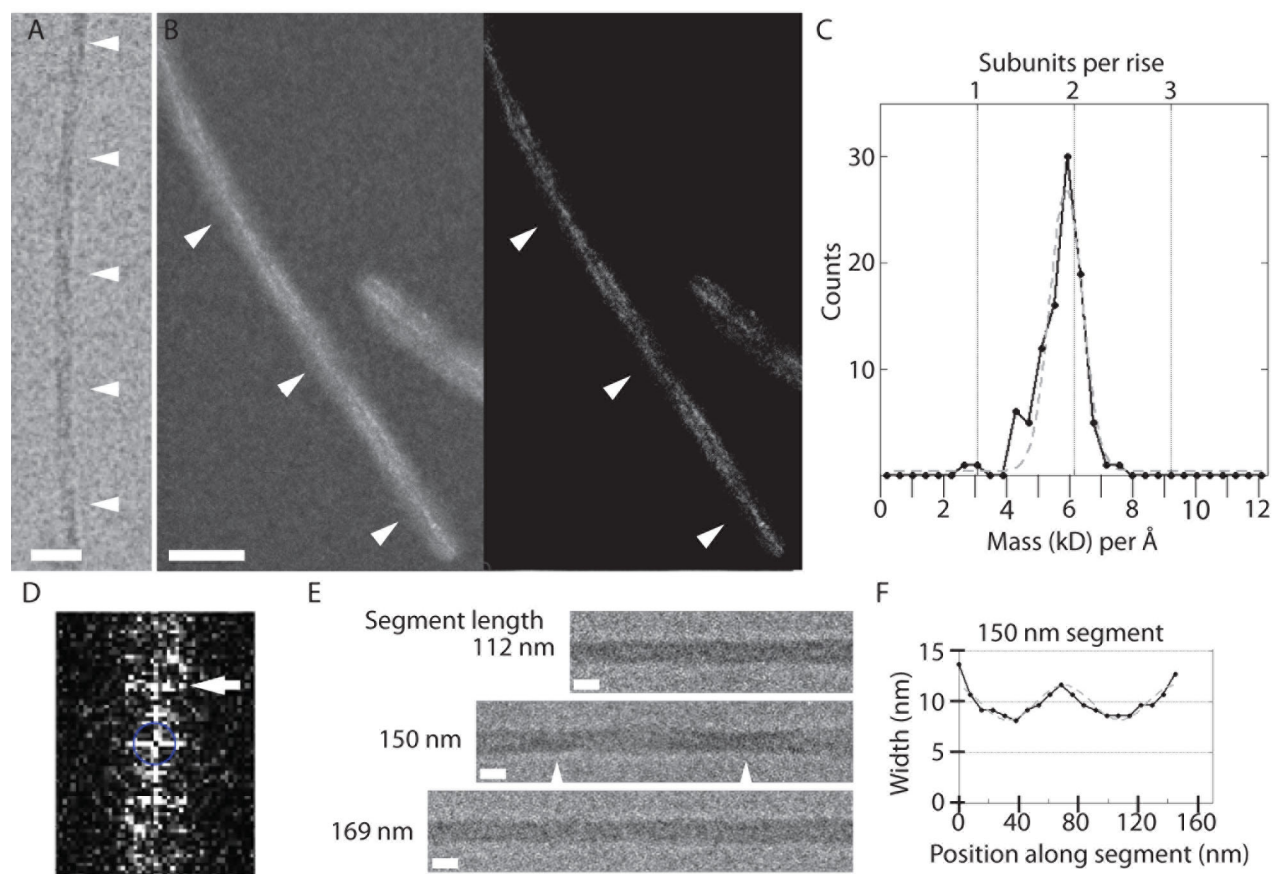 A
B
C
Subunits per rise
1 2 3
30
20
10
Counts
0 2 4 6 8 10 12
Mass (kD) per Å
D
E
Segment length
112 nm
150 nm
169 nm
F
150 nm segment
15
10
5
0
Width (nm)
0 40 80 120 160
Position along segment (nm)